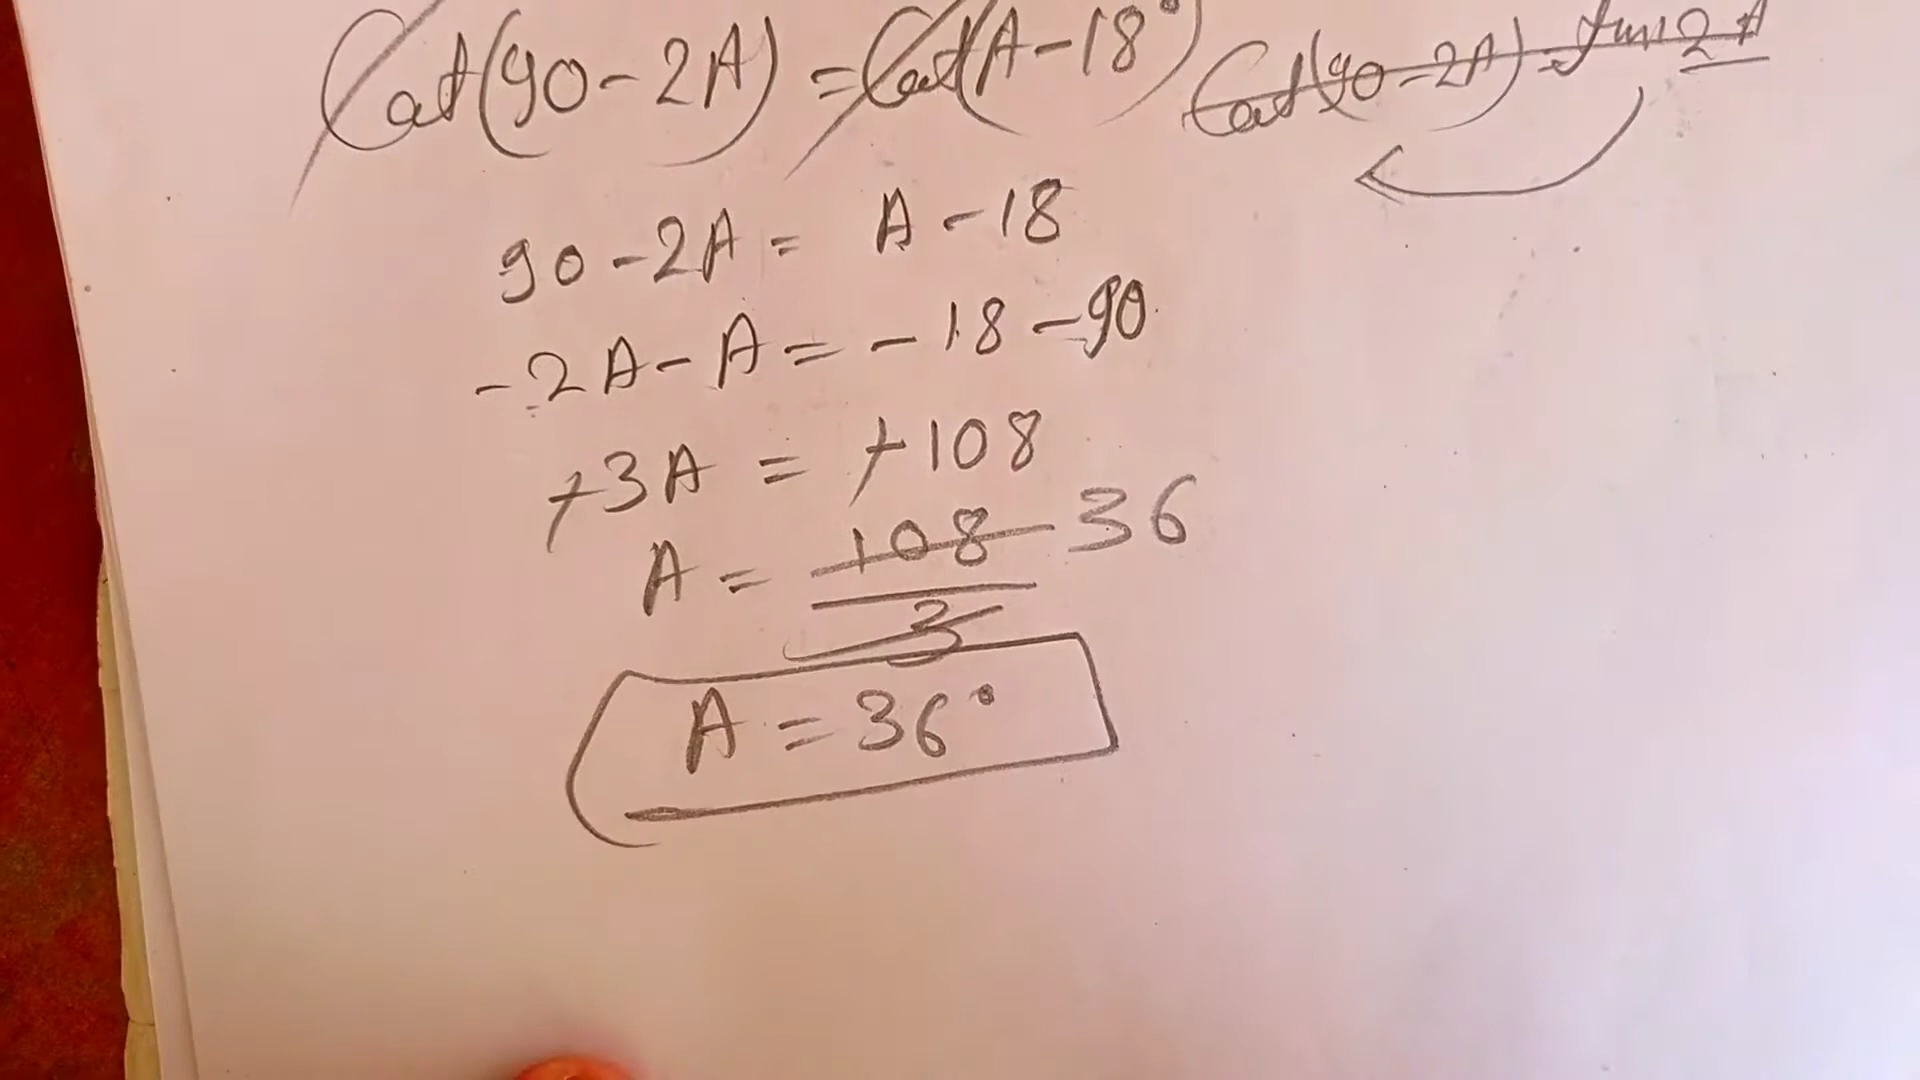 Cot(90-2A) = Cot(A-18°) Cot(90-2A) = tan 2A
90-2A = A-18
-2A-A = -18-90
+3A = +108
A = 108/3 36
A = 36°